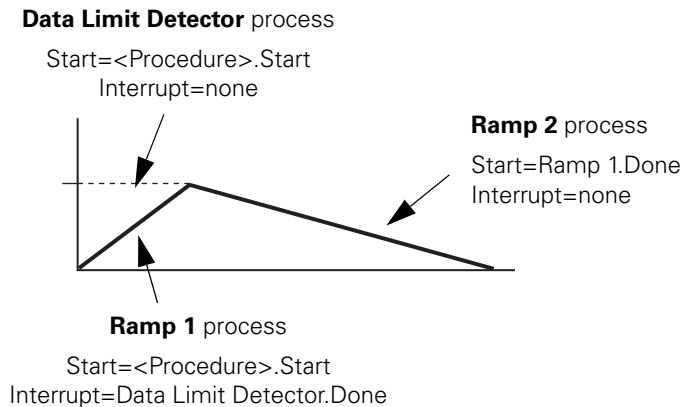 Data Limit Detector process
Start=<Procedure>.Start
Interrupt=none
Ramp 2 process
Start=Ramp 1.Done
Interrupt=none
Ramp 1 process
Start=<Procedure>.Start
Interrupt=Data Limit Detector.Done